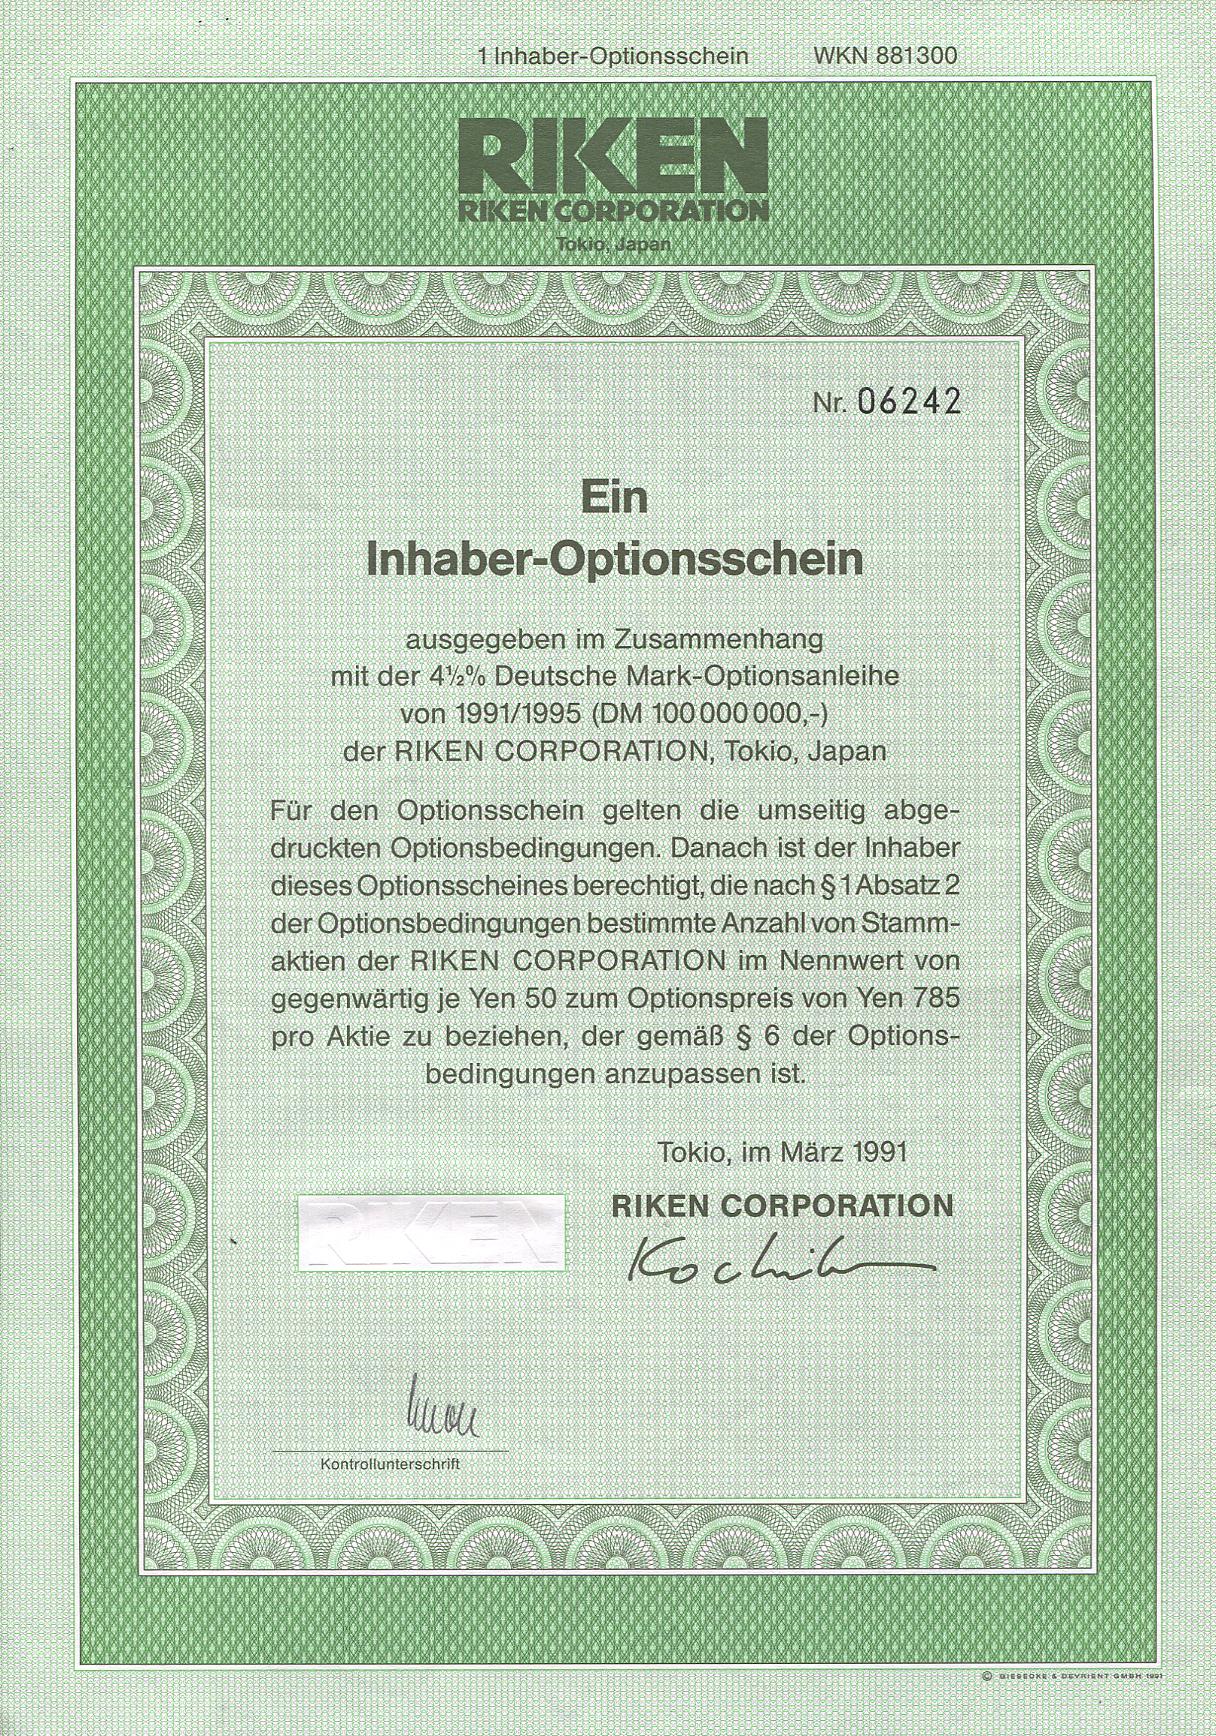 1 Inhaber-Optionsschein WKN 881300
RIKEN
RIKEN CORPORATION
Tokio, Japan
Nr. 06242
Ein
Inhaber-Optionsschein
ausgegeben im Zusammenhang
mit der 4½% Deutsche Mark-Optionsanleihe
von 1991/1995 (DM 100 000 000,-)
der RIKEN CORPORATION, Tokio, Japan
Für den Optionsschein gelten die umseitig abge-
druckten Optionsbedingungen. Danach ist der Inhaber
dieses Optionsscheines berechtigt, die nach § 1 Absatz 2
der Optionsbedingungen bestimmte Anzahl von Stamm-
aktien der RIKEN CORPORATION im Nennwert von
gegenwärtig je Yen 50 zum Optionspreis von Yen 785
pro Aktie zu beziehen, der gemäß § 6 der Options-
bedingungen anzupassen ist.
Tokio, im März 1991
RIKEN CORPORATION
RIKEN
Kontrollunterschrift
© GIESECKE & DEVRIENT GMBH 1991